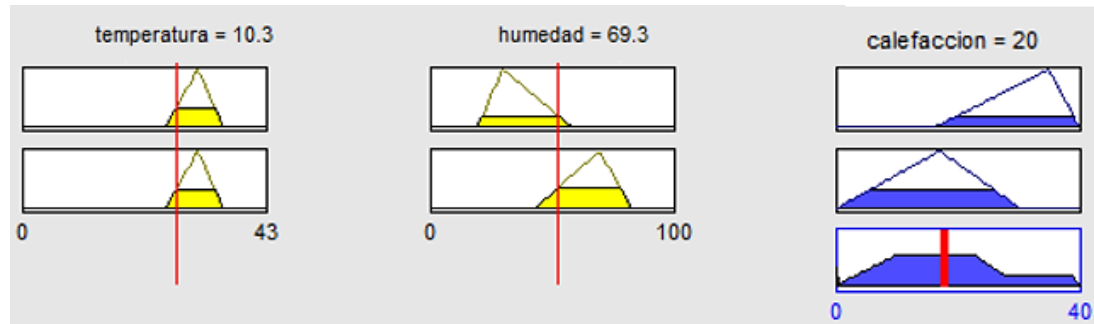 temperatura = 10.3
humedad = 69.3
calefaccion = 20
0
43
0
100
0
40